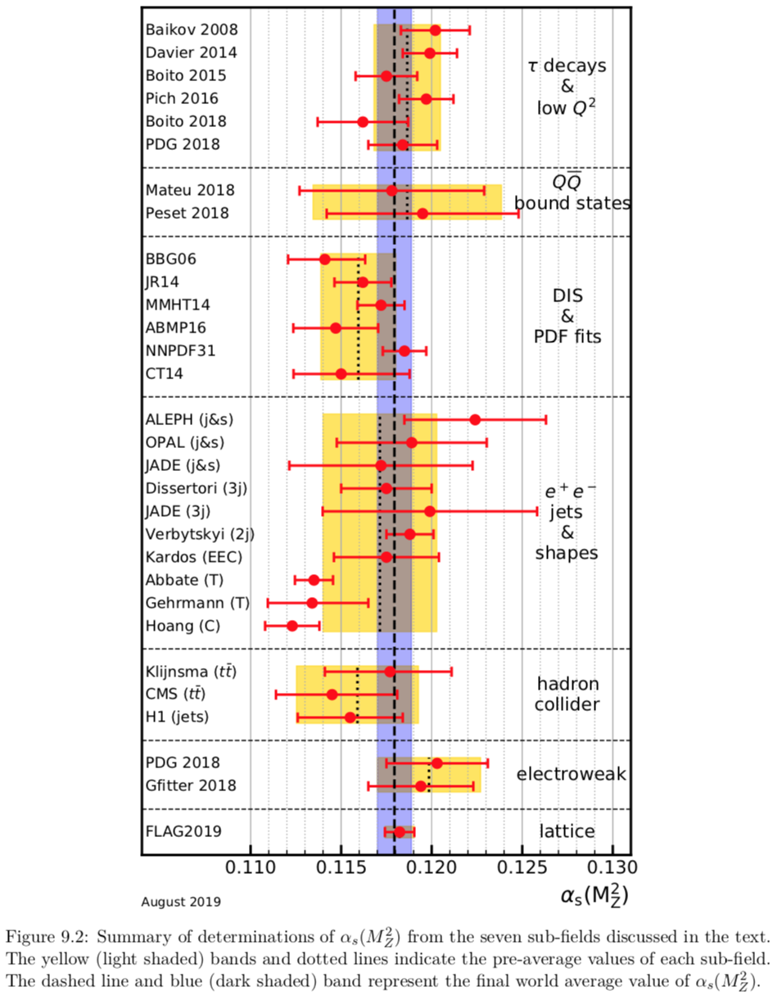 Baikov 2008
Davier 2014
Boito 2015
Pich 2016
Boito 2018
PDG 2018
τ decays
&
low Q²
Mateu 2018
Peset 2018
QQ̅
bound states
BBG06
JR14
MMHT14
ABMP16
NNPDF31
CT14
DIS
&
PDF fits
ALEPH (j&s)
OPAL (j&s)
JADE (j&s)
Dissertori (3j)
JADE (3j)
Verbytskyi (2j)
Kardos (EEC)
Abbate (T)
Gehrmann (T)
Hoang (C)
e⁺e⁻
jets
&
shapes
Klijnsma (tt̄)
CMS (tt̄)
H1 (jets)
hadron
collider
PDG 2018
Gfitter 2018
electroweak
FLAG2019
lattice
0.110 0.115 0.120 0.125 0.130
αₛ(M²_Z)
August 2019
Figure 9.2: Summary of determinations of αₛ(M²_Z) from the seven sub-fields discussed in the text.
The yellow (light shaded) bands and dotted lines indicate the pre-average values of each sub-field.
The dashed line and blue (dark shaded) band represent the final world average value of αₛ(M²_Z).